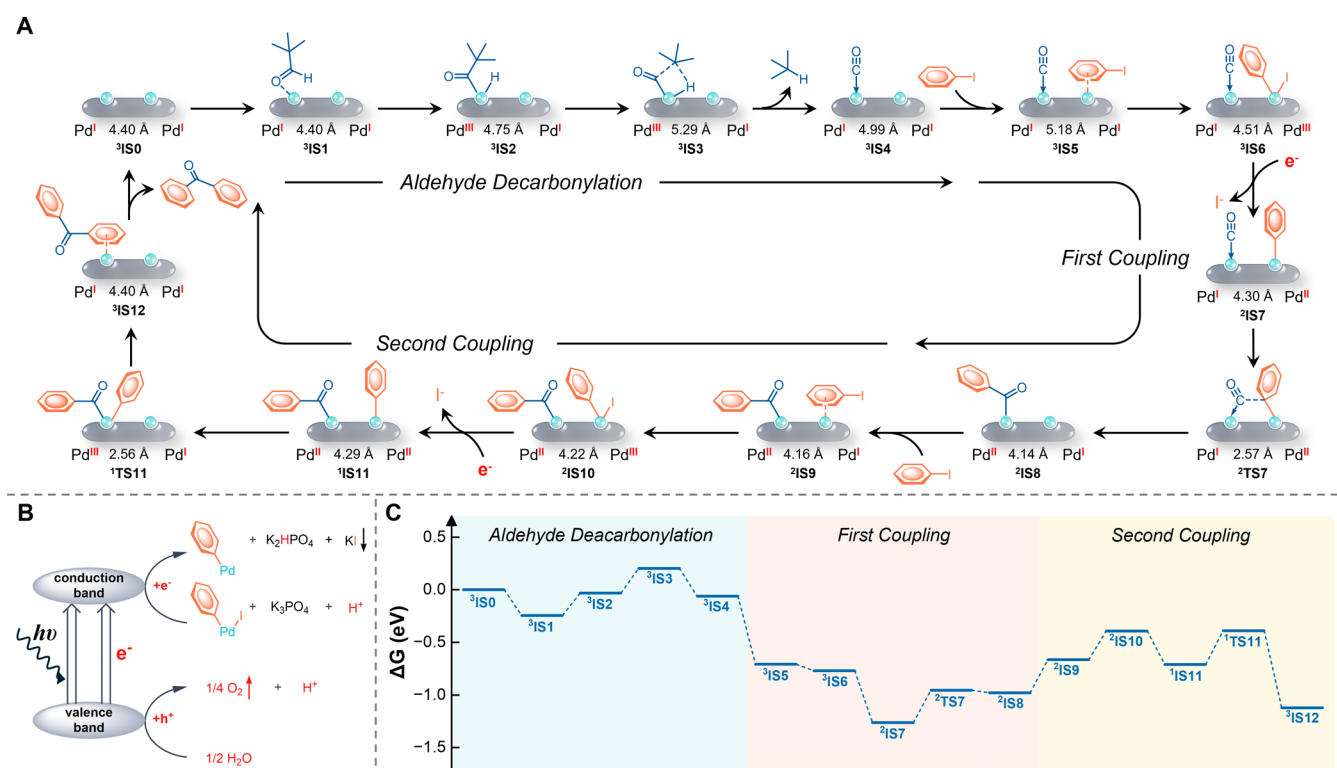 A
O
H
Pd^I 4.40 Å Pd^I
³IS0
Pd^I 4.40 Å Pd^I
³IS1
O H
Pd^III 4.75 Å Pd^I
³IS2
O H
Pd^III 5.29 Å Pd^I
³IS3
H
O≡C
Pd^I 4.99 Å Pd^I
³IS4
I
O≡C I
Pd^I 5.18 Å Pd^I
³IS5
O≡C I
Pd^I 4.51 Å Pd^III
³IS6
e⁻
I⁻
Aldehyde Decarbonylation
First Coupling
Second Coupling
O≡C
Pd^I 4.30 Å Pd^II
²IS7
O
O
Pd^I 4.40 Å Pd^I
³IS12
O
Pd^III 2.56 Å Pd^I
¹TS11
O
Pd^II 4.29 Å Pd^II
¹IS11
I⁻
e⁻
O I
Pd^II 4.22 Å Pd^III
²IS10
O I
Pd^II 4.16 Å Pd^I
²IS9
I
O
Pd^II 4.14 Å Pd^I
²IS8
O≡C
Pd^I 2.57 Å Pd^II
²TS7
B
conduction band
valence band
hυ
e⁻
+e⁻
+h⁺
Pd + K₂HPO₄ + KI
Pd I + K₃PO₄ + H⁺
1/4 O₂ + H⁺
1/2 H₂O
C
Aldehyde Deacarbonylation
First Coupling
Second Coupling
ΔG (eV)
0.5
0.0
−0.5
−1.0
−1.5
³IS0
³IS1
³IS2
³IS3
³IS4
³IS5
³IS6
²IS7
²TS7
²IS8
²IS9
²IS10
¹IS11
¹TS11
³IS12